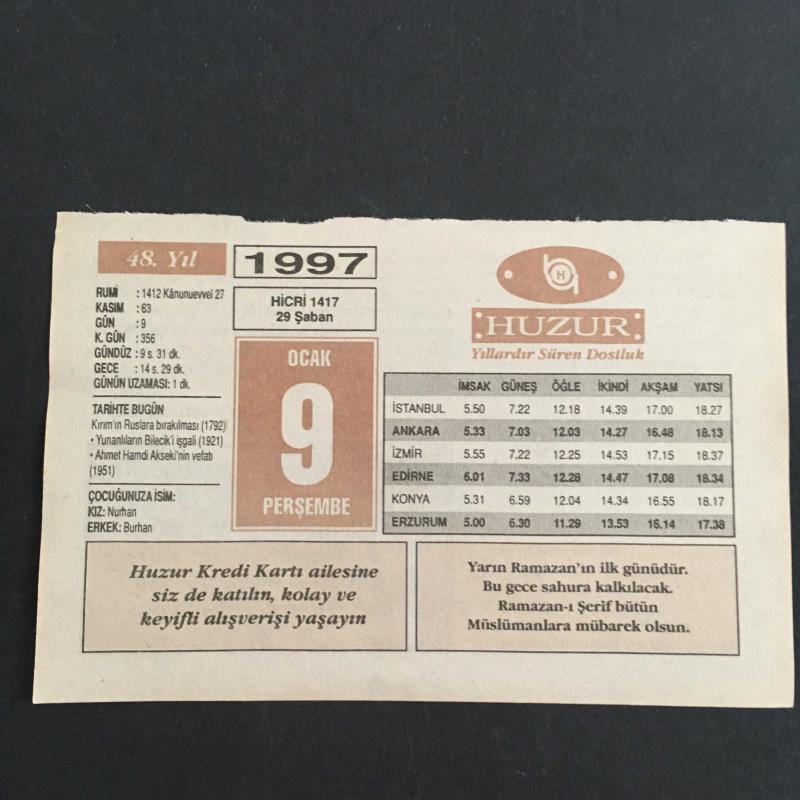 48. Yıl
1997
RUMİ : 1412 Kânunuevvel 27
KASIM : 63
GÜN : 9
K. GÜN : 356
GÜNDÜZ : 9 s. 31 dk.
GECE : 14 s. 29 dk.
GÜNÜN UZAMASI: 1 dk.
HİCRİ 1417
29 Şaban
TARİHTE BUGÜN
Kırım'ın Ruslara bırakılması (1792)
• Yunanlıların Bilecik'i işgali (1921)
• Ahmet Hamdi Akseki'nin vefatı
(1951)
ÇOCUĞUNUZA İSİM:
KIZ: Nurhan
ERKEK: Burhan
OCAK
9
PERŞEMBE
H
HUZUR
Yıllardır Süren Dostluk
İMSAK GÜNEŞ ÖĞLE İKİNDİ AKŞAM YATSI
İSTANBUL 5.50 7.22 12.18 14.39 17.00 18.27
ANKARA 5.33 7.03 12.03 14.27 16.48 18.13
İZMİR 5.55 7.22 12.25 14.53 17.15 18.37
EDİRNE 6.01 7.33 12.28 14.47 17.08 18.34
KONYA 5.31 6.59 12.04 14.34 16.55 18.17
ERZURUM 5.00 6.30 11.29 13.53 16.14 17.38
Huzur Kredi Kartı ailesine
siz de katılın, kolay ve
keyifli alışverişi yaşayın
Yarın Ramazan'ın ilk günüdür.
Bu gece sahura kalkılacak.
Ramazan-ı Şerif bütün
Müslümanlara mübarek olsun.